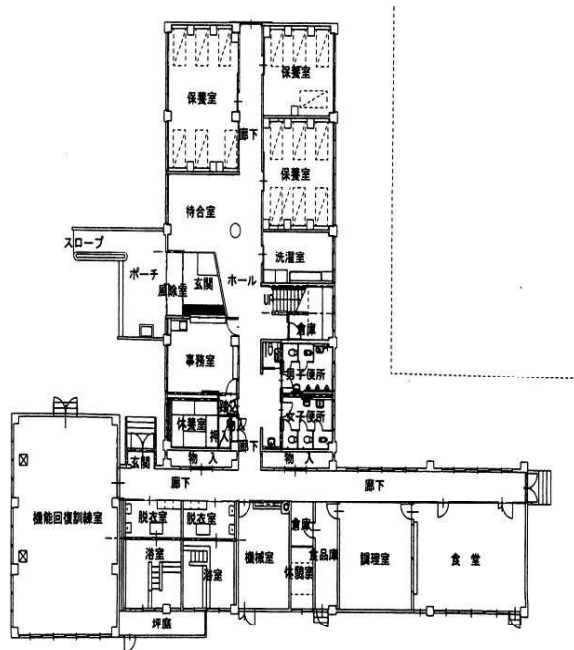 保養室
保養室
廊下
保養室
待合室
スロープ
ポーチ
洗濯室
風除室
玄関
ホール
UP
倉庫
事務室
男子便所
踏込
女子便所
休養室
押入
物入
廊下
玄関
物 入
物 入
廊下
廊下
機能回復訓練室
脱衣室
脱衣室
倉庫
浴室
浴室
機械室
食品庫
調理室
食 堂
坪庭